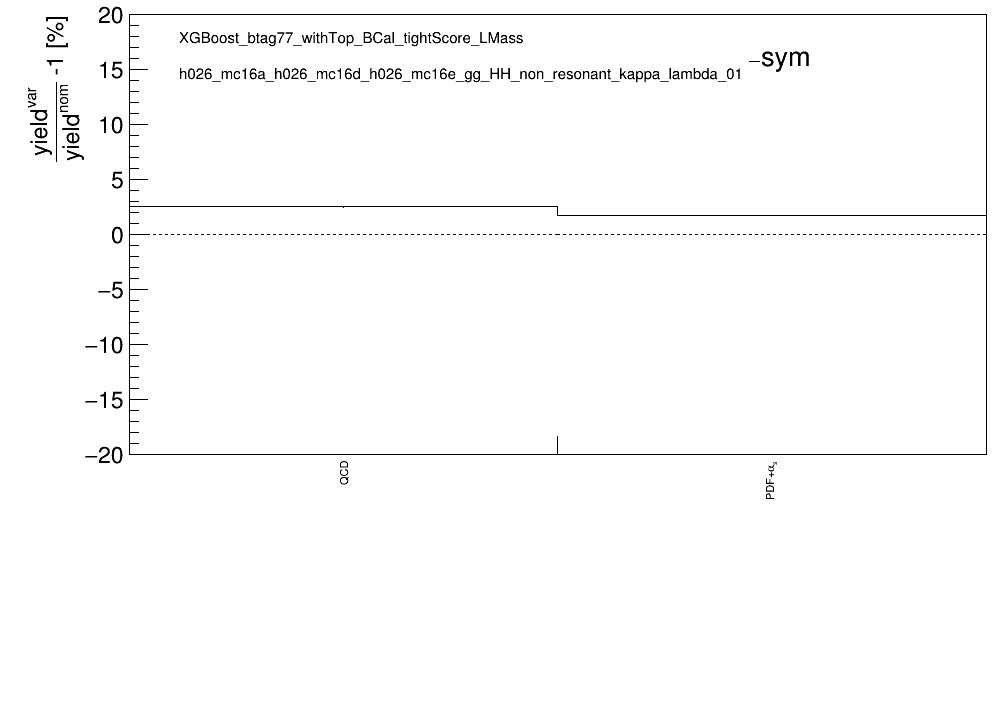 yield^var / yield^nom -1 [%]
XGBoost_btag77_withTop_BCal_tightScore_LMass
h026_mc16a_h026_mc16d_h026_mc16e_gg_HH_non_resonant_kappa_lambda_01
sym
20
15
10
5
0
−5
−10
−15
−20
QCD
PDF+αs